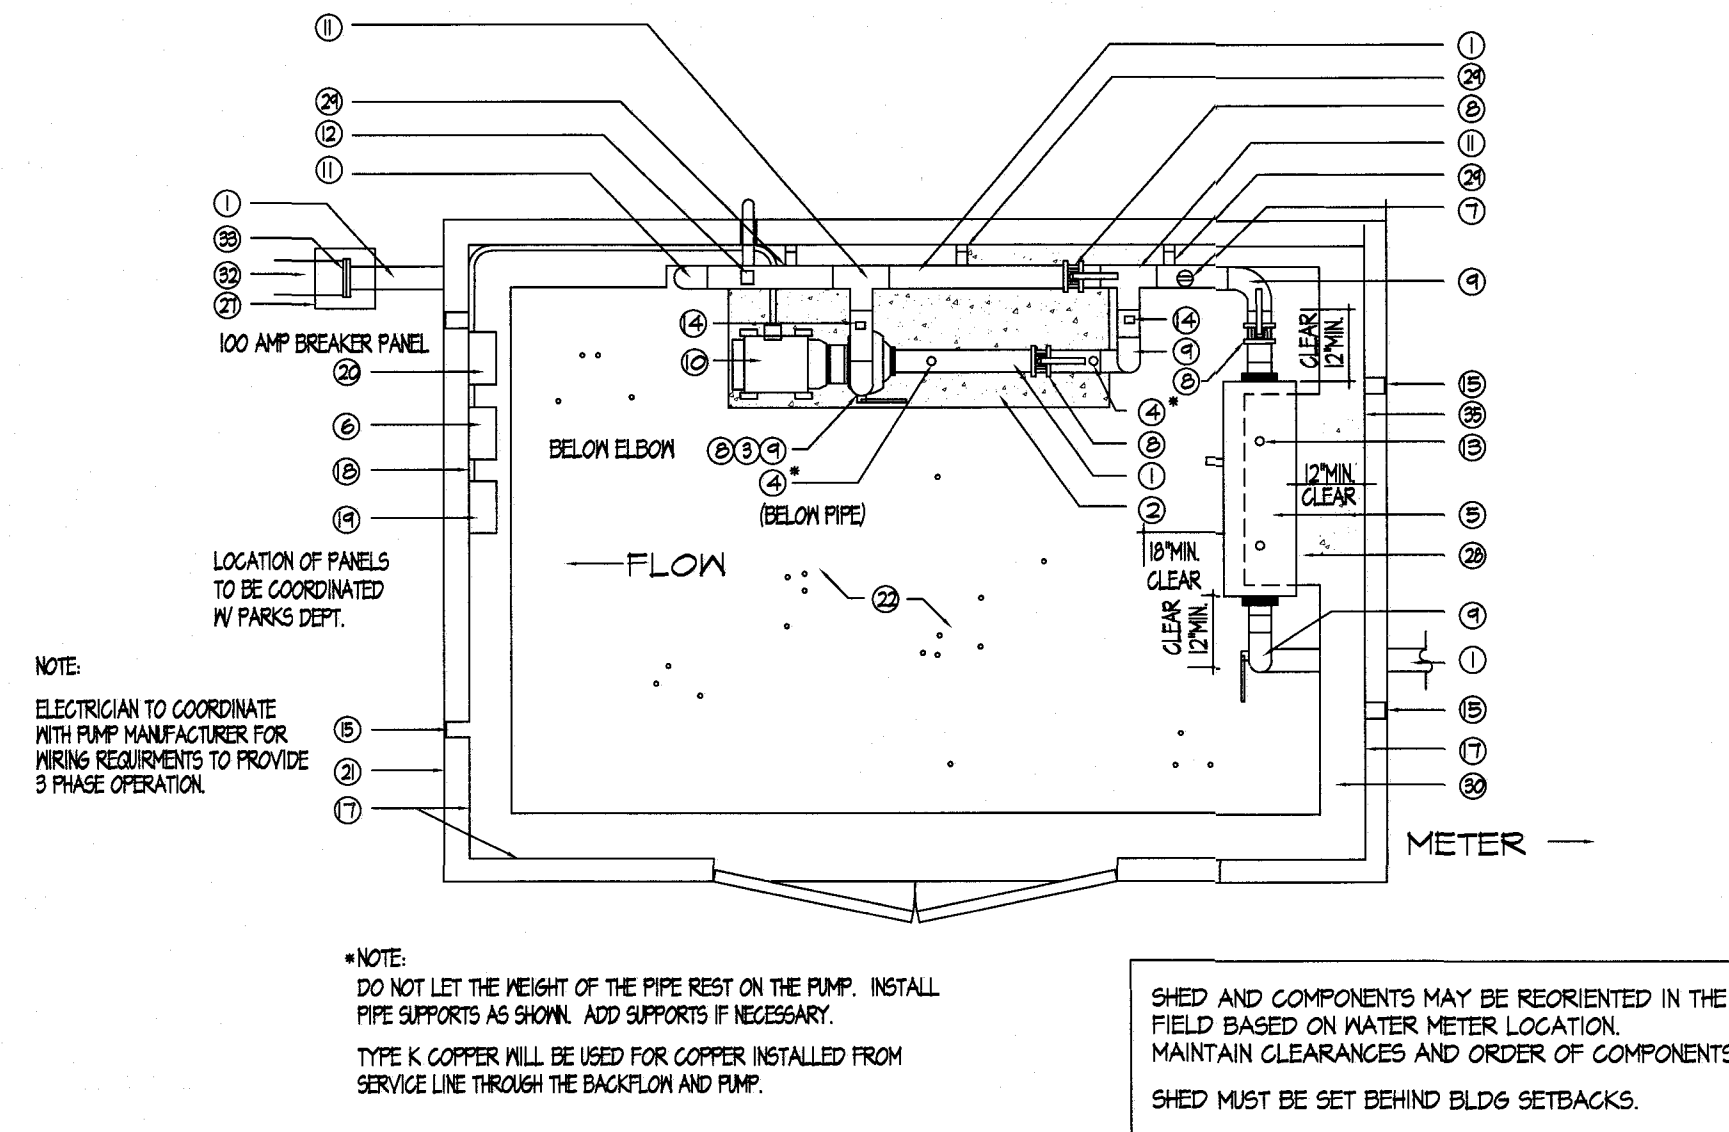 11
1
29
29
8
12
11
11
29
1
7
33
32
9
27
14
14
CLEAR
12"MIN.
100 AMP BREAKER PANEL
10
9
20
8
15
4*
35
6
BELOW ELBOW
8 3 9
8
13
18
4*
1
12"MIN.
CLEAR
19
(BELOW PIPE)
2
5
LOCATION OF PANELS
TO BE COORDINATED
W/ PARKS DEPT.
FLOW
18"MIN.
CLEAR
28
22
CLEAR
12"MIN.
9
1
NOTE:
ELECTRICIAN TO COORDINATE
WITH PUMP MANUFACTURER FOR
WIRING REQUIRMENTS TO PROVIDE
3 PHASE OPERATION.
15
15
21
17
17
30
METER
*NOTE:
DO NOT LET THE WEIGHT OF THE PIPE REST ON THE PUMP. INSTALL
PIPE SUPPORTS AS SHOWN. ADD SUPPORTS IF NECESSARY.
TYPE K COPPER WILL BE USED FOR COPPER INSTALLED FROM
SERVICE LINE THROUGH THE BACKFLOW AND PUMP.
SHED AND COMPONENTS MAY BE REORIENTED IN THE
FIELD BASED ON WATER METER LOCATION.
MAINTAIN CLEARANCES AND ORDER OF COMPONENTS
SHED MUST BE SET BEHIND BLDG SETBACKS.